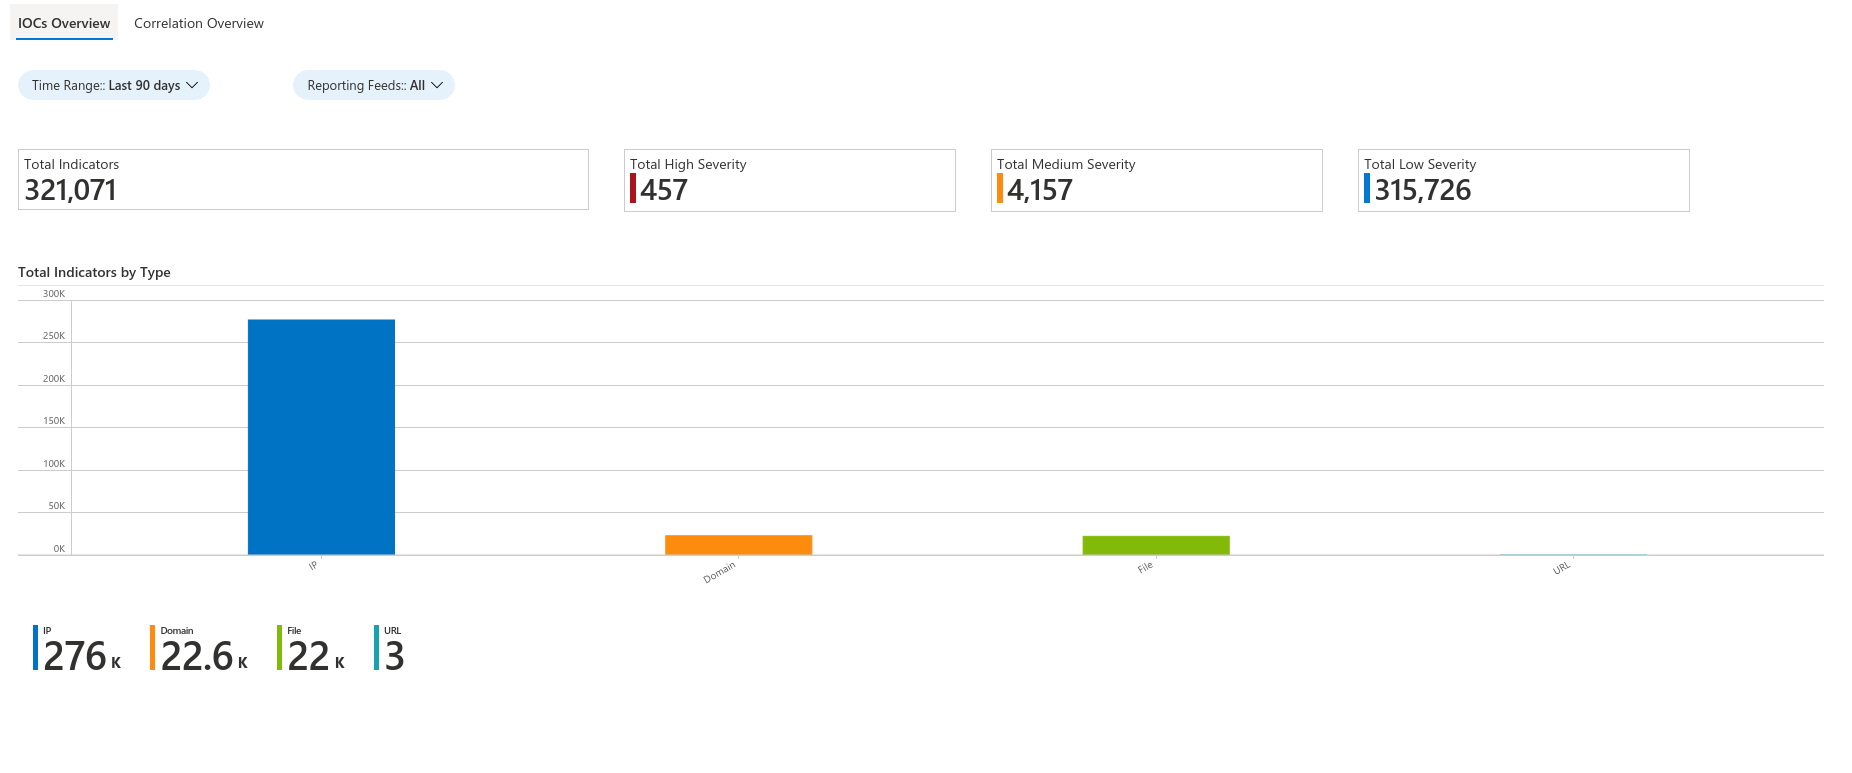 IOCs Overview Correlation Overview
Time Range:: Last 90 days Reporting Feeds:: All
Total Indicators
321,071
Total High Severity
457
Total Medium Severity
4,157
Total Low Severity
315,726
Total Indicators by Type
300K
250K
200K
150K
100K
50K
0K
IP
Domain
File
URL
IP
276 K
Domain
22.6 K
File
22 K
URL
3